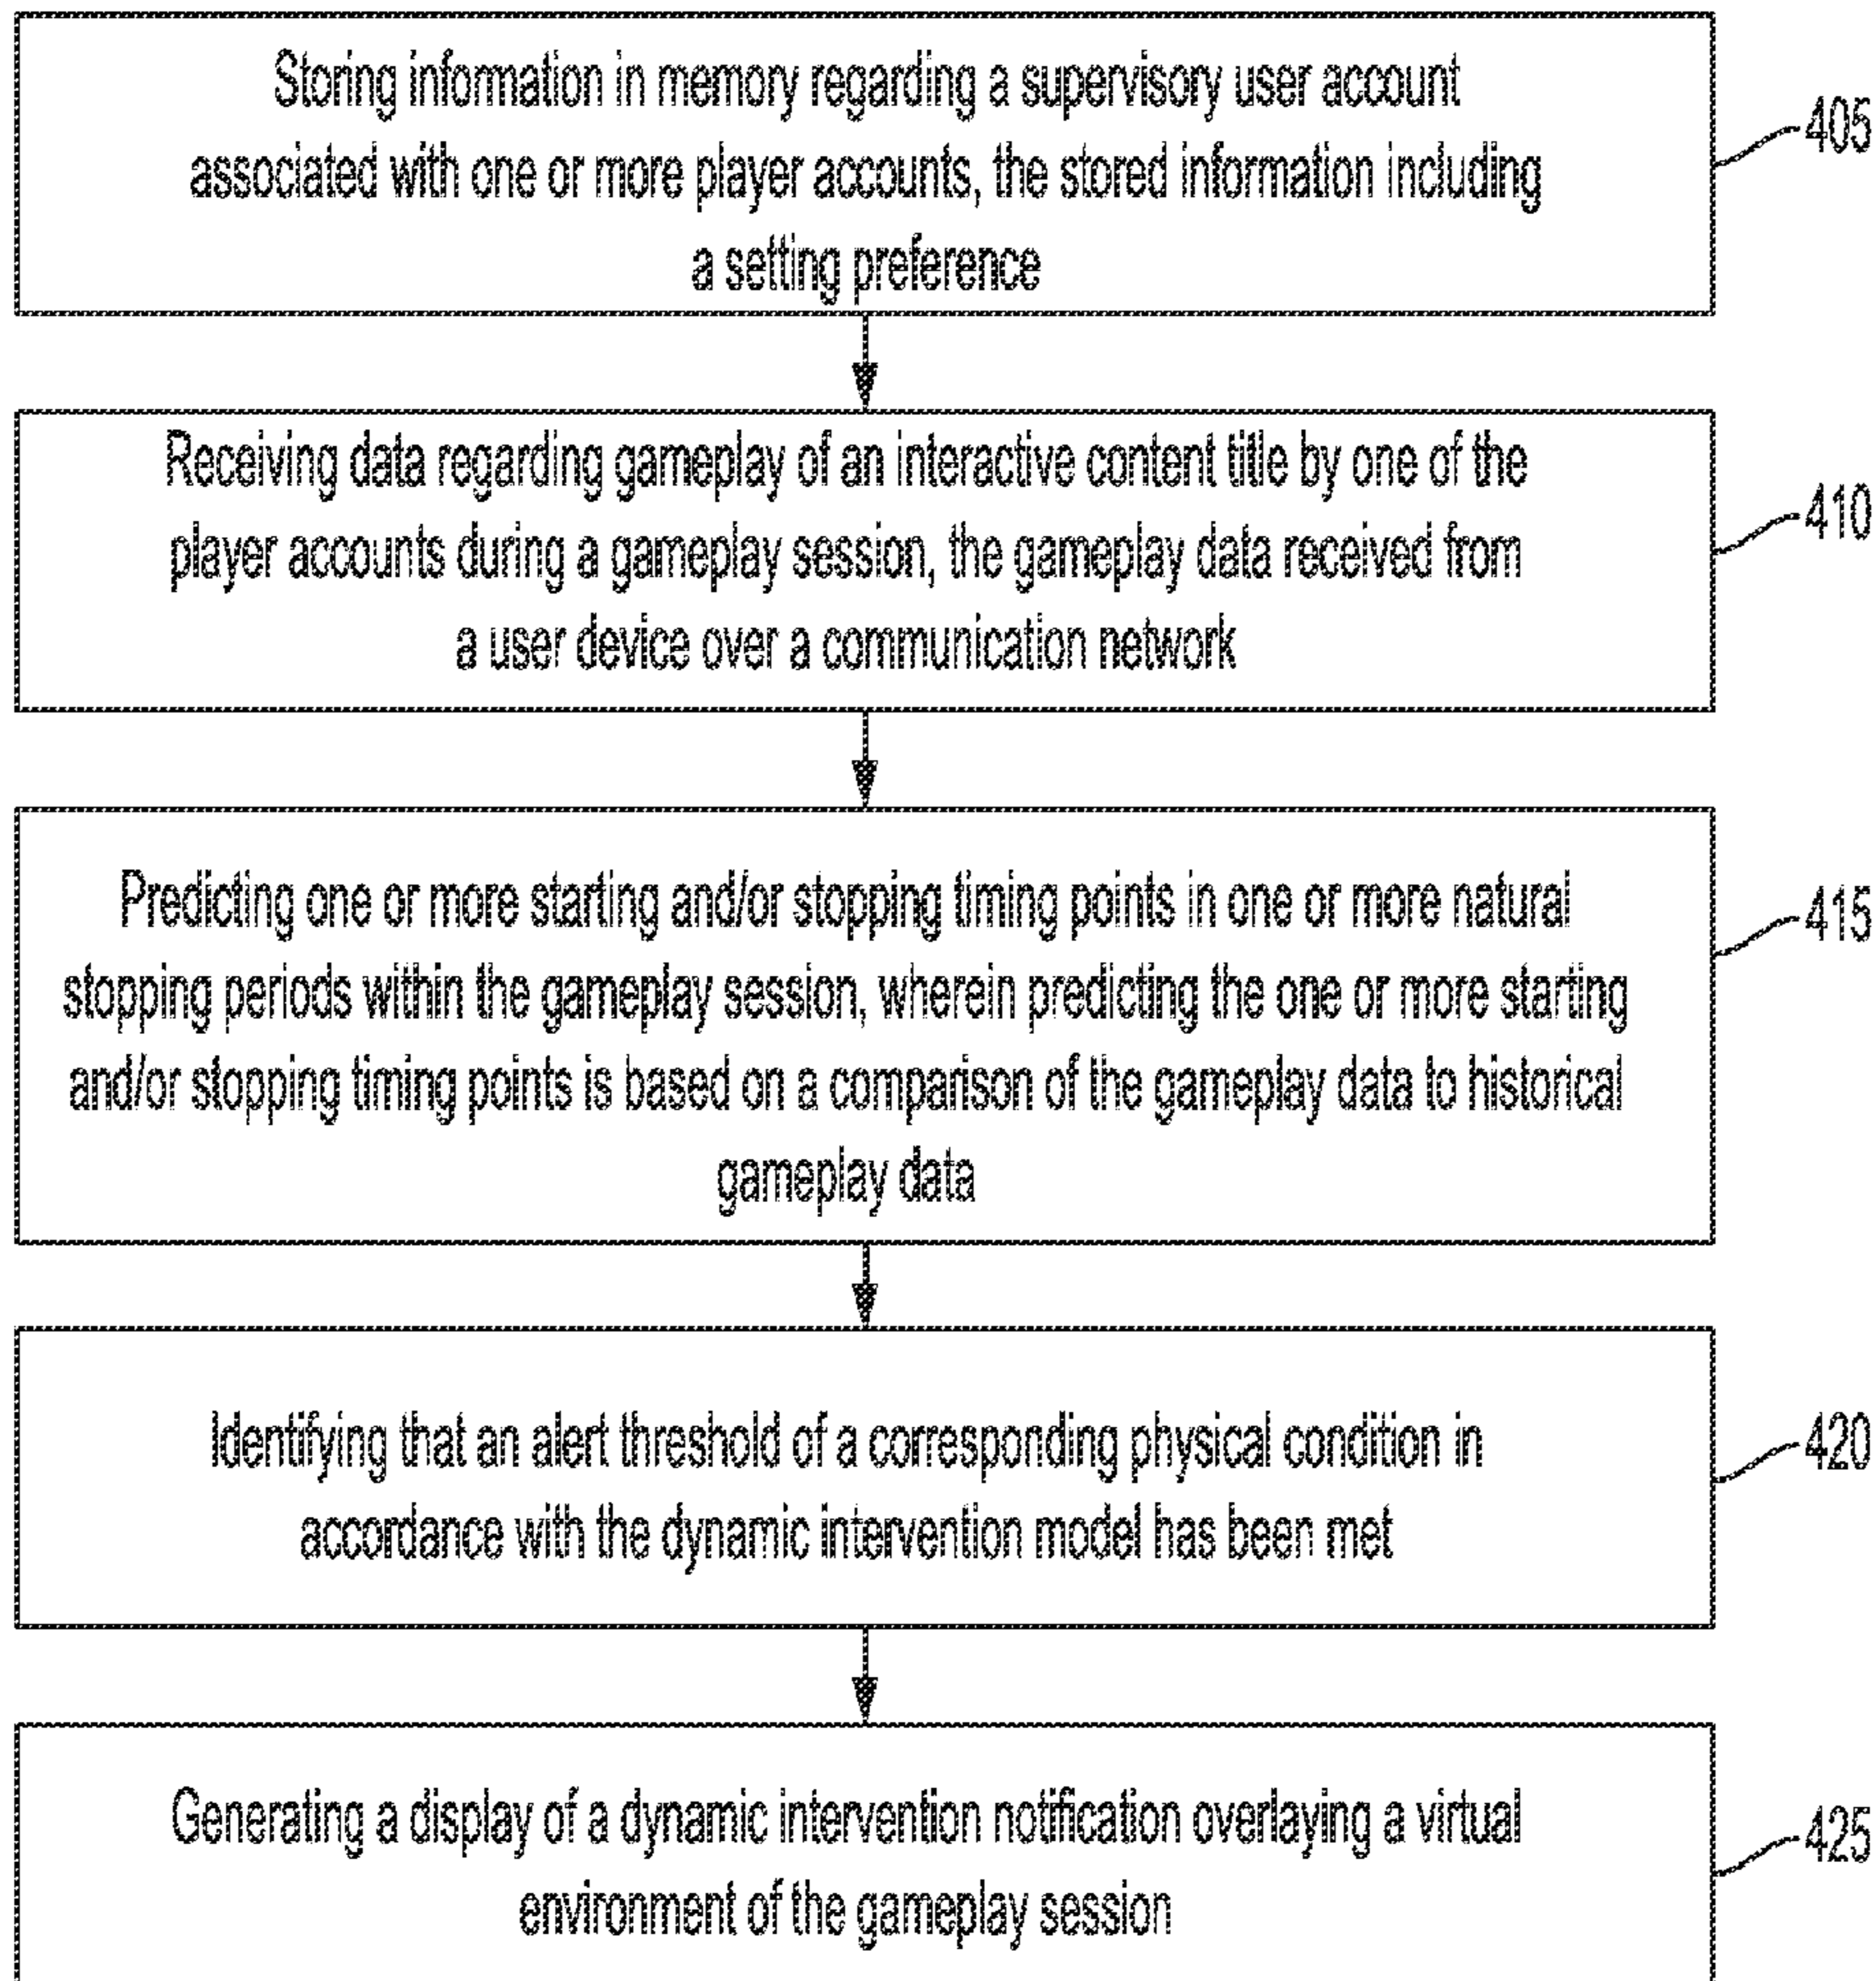 Storing information in memory regarding a supervisory user account
associated with one or more player accounts, the stored information including
a setting preference
405
Receiving data regarding gameplay of an interactive content title by one of the
player accounts during a gameplay session, the gameplay data received from
a user device over a communication network
410
Predicting one or more starting and/or stopping timing points in one or more natural
stopping periods within the gameplay session, wherein predicting the one or more starting
and/or stopping timing points is based on a comparison of the gameplay data to historical
gameplay data
415
Identifying that an alert threshold of a corresponding physical condition in
accordance with the dynamic intervention model has been met
420
Generating a display of a dynamic intervention notification overlaying a virtual
environment of the gameplay session
425